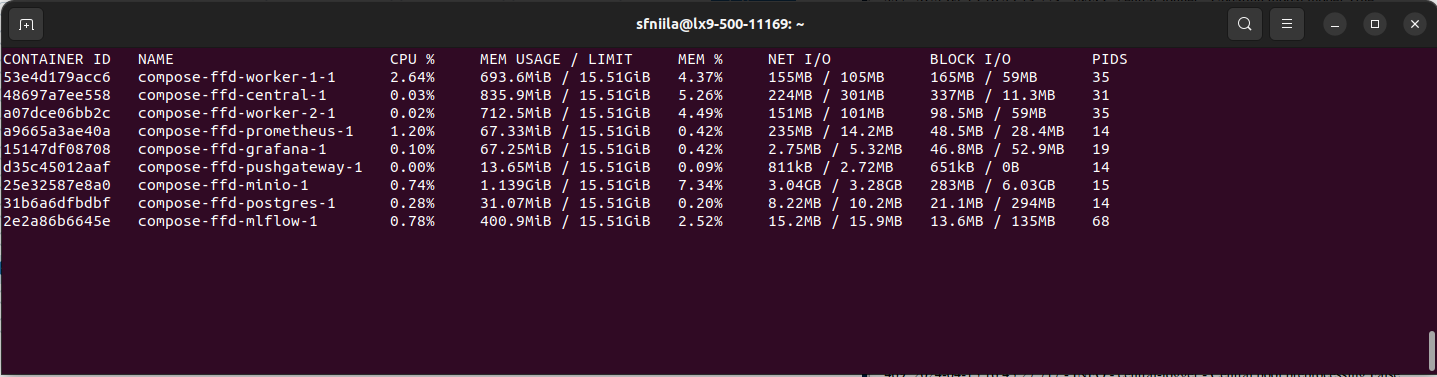 sfniila@lx9-500-11169: ~
CONTAINER ID   NAME                        CPU %     MEM USAGE / LIMIT     MEM %     NET I/O           BLOCK I/O         PIDS
53e4d179acc6   compose-ffd-worker-1-1      2.64%     693.6MiB / 15.51GiB   4.37%     155MB / 105MB     165MB / 59MB      35
48697a7ee558   compose-ffd-central-1       0.03%     835.9MiB / 15.51GiB   5.26%     224MB / 301MB     337MB / 11.3MB    31
a07dce06bb2c   compose-ffd-worker-2-1      0.02%     712.5MiB / 15.51GiB   4.49%     151MB / 101MB     98.5MB / 59MB     35
a9665a3ae40a   compose-ffd-prometheus-1    1.20%     67.33MiB / 15.51GiB   0.42%     235MB / 14.2MB    48.5MB / 28.4MB   14
15147df08708   compose-ffd-grafana-1       0.10%     67.25MiB / 15.51GiB   0.42%     2.75MB / 5.32MB   46.8MB / 52.9MB   19
d35c45012aaf   compose-ffd-pushgateway-1   0.00%     13.65MiB / 15.51GiB   0.09%     811kB / 2.72MB    651kB / 0B        14
25e32587e8a0   compose-ffd-minio-1         0.74%     1.139GiB / 15.51GiB   7.34%     3.04GB / 3.28GB   283MB / 6.03GB    15
31b6a6dfbdbf   compose-ffd-postgres-1      0.28%     31.07MiB / 15.51GiB   0.20%     8.22MB / 10.2MB   21.1MB / 294MB    14
2e2a86b6645e   compose-ffd-mlflow-1        0.78%     400.9MiB / 15.51GiB   2.52%     15.2MB / 15.9MB   13.6MB / 135MB    68